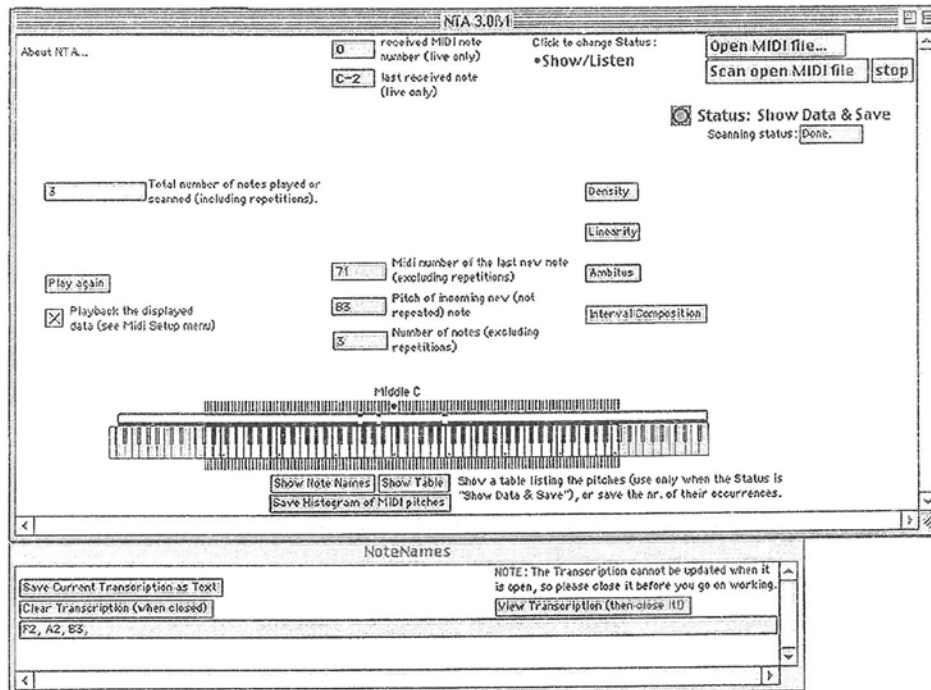 NTA 3.0ß1
About NTA...
0
received MIDI note
number (live only)
C-2
last received note
(live only)
Click to change Status:
•Show/Listen
Open MIDI file...
Scan open MIDI file
stop
Status: Show Data & Save
Scanning status: Done.
3
Total number of notes played or
scanned (including repetitions).
Density
Linearity
Ambitus
Interval Composition
Play again
Playback the displayed
data (see Midi Setup menu)
71
Midi number of the last new note
(excluding repetitions)
B3
Pitch of incoming new (not
repeated) note
3
Number of notes (excluding
repetitions)
Middle C
Show Note Names
Show Table
Save Histogram of MIDI pitches
Show a table listing the pitches (use only when the Status is
"Show Data & Save"), or save the nr. of their occurrences.
NoteNames
Save Current Transcription as Text
Clear Transcription (when closed)
NOTE: The Transcription cannot be updated when it
is open, so please close it before you go on working.
View Transcription (then close it!)
F2, A2, B3,